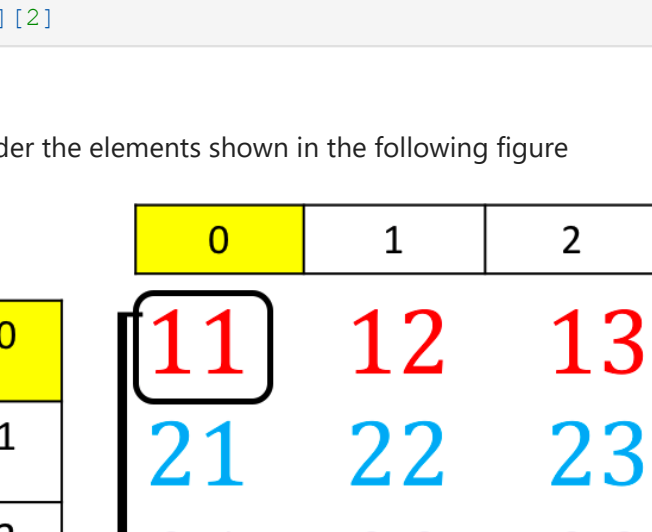 ][2]
the elements shown in the following figure
0 1 2
0 11 12 13
1 21 22 23